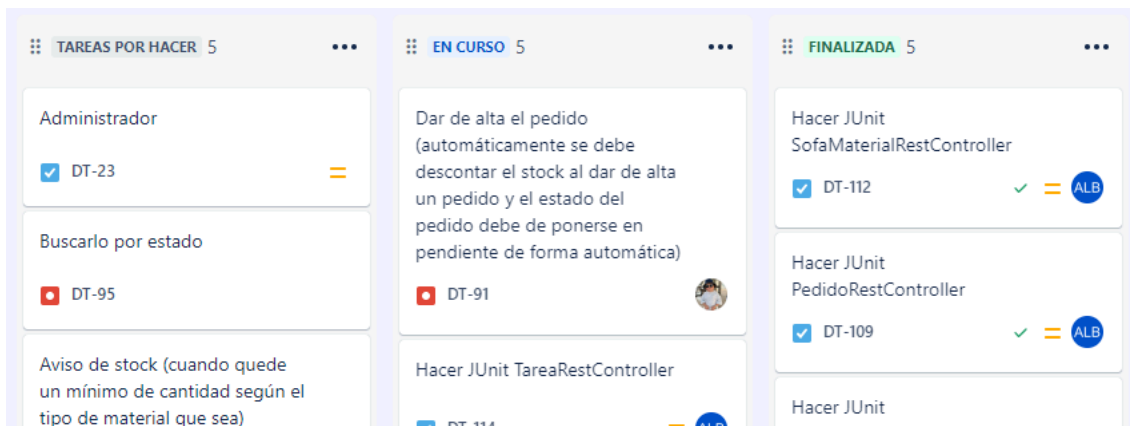 TAREAS POR HACER 5
Administrador
DT-23
Buscarlo por estado
DT-95
Aviso de stock (cuando quede
un mínimo de cantidad según el
tipo de material que sea)
EN CURSO 5
Dar de alta el pedido
(automáticamente se debe
descontar el stock al dar de alta
un pedido y el estado del
pedido debe de ponerse en
pendiente de forma automática)
DT-91
Hacer JUnit TareaRestController
DT-114
ALB
FINALIZADA 5
Hacer JUnit
SofaMaterialRestController
DT-112
ALB
Hacer JUnit
PedidoRestController
DT-109
ALB
Hacer JUnit